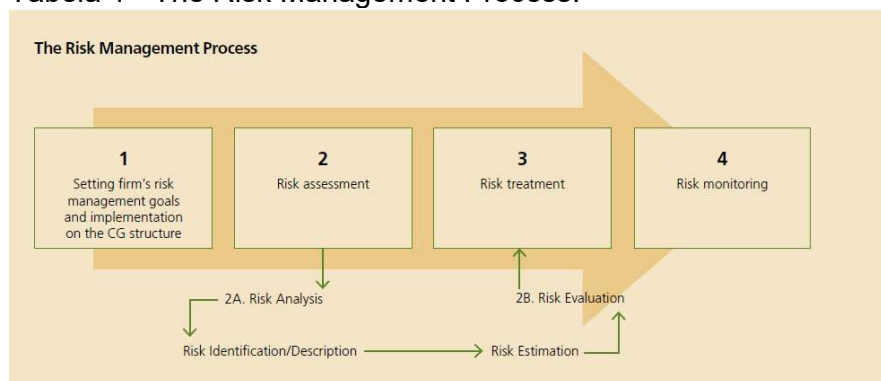 Tabela 1 - The Risk Management Process.
The Risk Management Process
1
Setting firm's risk
management goals
and implementation
on the CG structure
2
Risk assessment
3
Risk treatment
4
Risk monitoring
2A. Risk Analysis
2B. Risk Evaluation
Risk Identification/Description
Risk Estimation